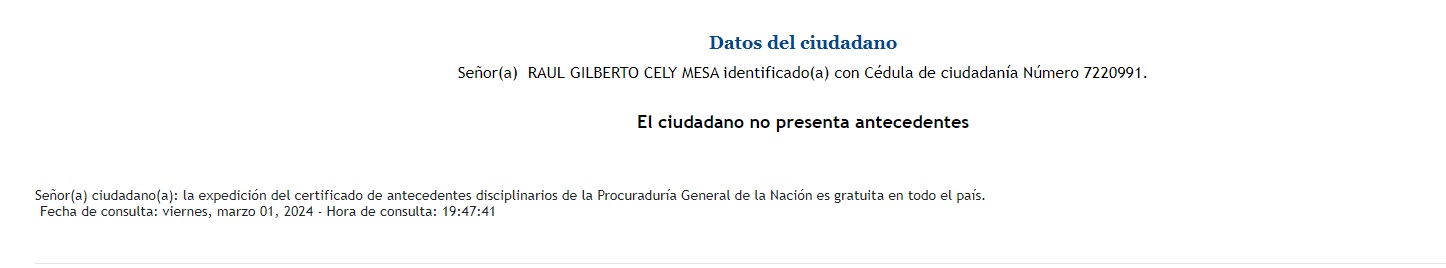 Datos del ciudadano
Señor(a)  RAUL GILBERTO CELY MESA identificado(a) con Cédula de ciudadanía Número 7220991.
El ciudadano no presenta antecedentes
Señor(a) ciudadano(a): la expedición del certificado de antecedentes disciplinarios de la Procuraduría General de la Nación es gratuita en todo el país.
Fecha de consulta: viernes, marzo 01, 2024 - Hora de consulta: 19:47:41